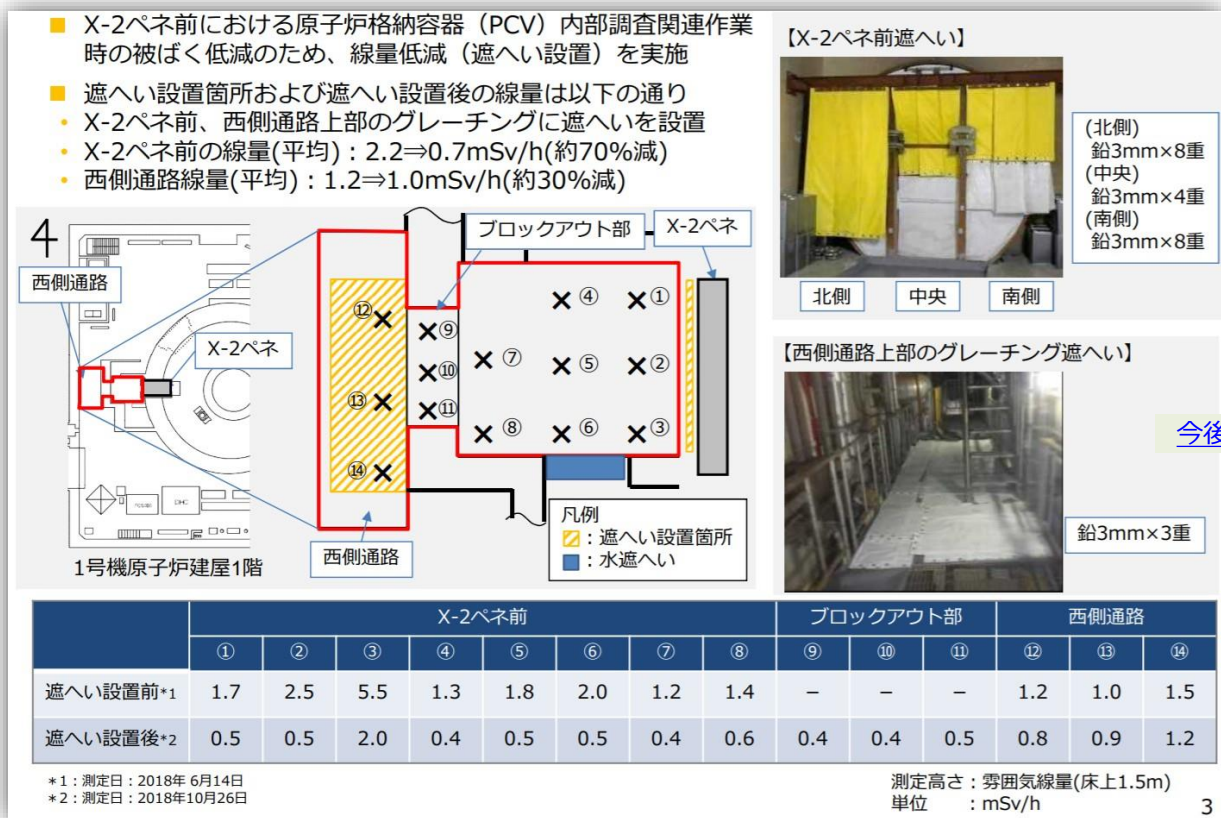 ■ X-2ペネ前における原子炉格納容器（PCV）内部調査関連作業
時の被ばく低減のため、線量低減（遮へい設置）を実施
■ 遮へい設置箇所および遮へい設置後の線量は以下の通り
• X-2ペネ前、西側通路上部のグレーチングに遮へいを設置
• X-2ペネ前の線量(平均)：2.2⇒0.7mSv/h(約70%減)
• 西側通路線量(平均)：1.2⇒1.0mSv/h(約30%減)
【X-2ペネ前遮へい】
(北側)
鉛3mm×8重
(中央)
鉛3mm×4重
(南側)
鉛3mm×8重
北側 中央 南側
【西側通路上部のグレーチング遮へい】
鉛3mm×3重
今後
4
西側通路
X-2ペネ
1号機原子炉建屋1階
ブロックアウト部
X-2ペネ
④ ①
⑫
⑨
⑦
⑤ ②
⑩
⑬
⑪
⑧ ⑥ ③
⑭
西側通路
凡例
：遮へい設置箇所
：水遮へい
X-2ペネ前 ブロックアウト部 西側通路
① ② ③ ④ ⑤ ⑥ ⑦ ⑧ ⑨ ⑩ ⑪ ⑫ ⑬ ⑭
遮へい設置前*1 1.7 2.5 5.5 1.3 1.8 2.0 1.2 1.4 － － － 1.2 1.0 1.5
遮へい設置後*2 0.5 0.5 2.0 0.4 0.5 0.5 0.4 0.6 0.4 0.4 0.5 0.8 0.9 1.2
*1：測定日：2018年 6月14日
*2：測定日：2018年10月26日
測定高さ：雰囲気線量(床上1.5m)
単位 ：mSv/h
3